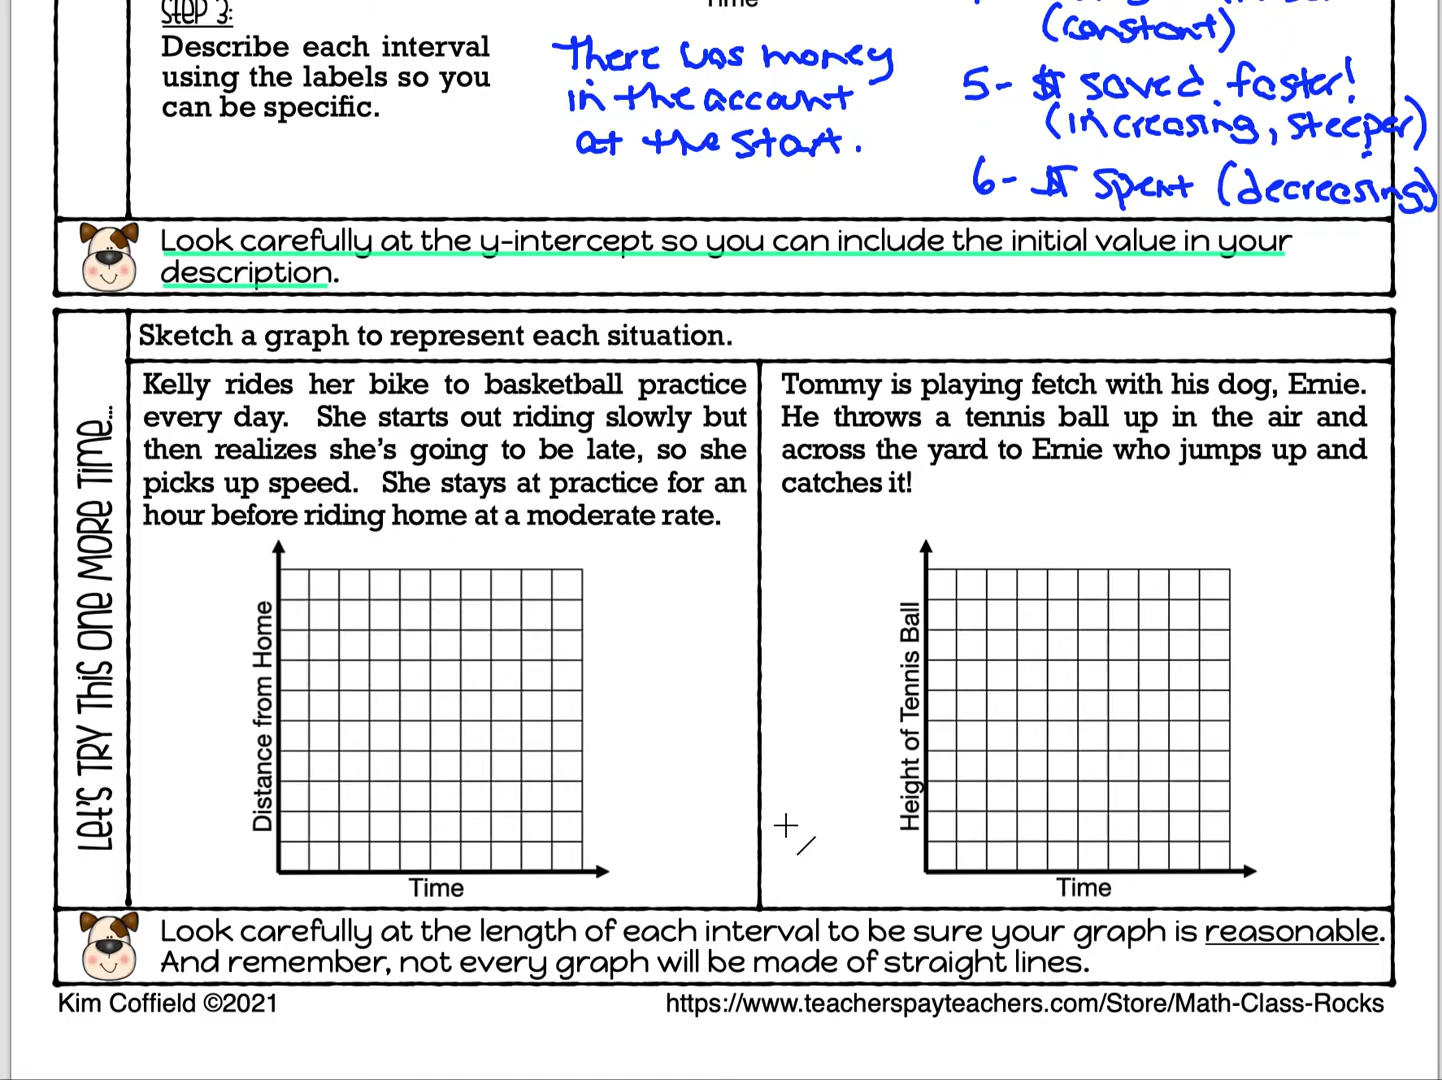 STEP 3:
Time
Describe each interval
using the labels so you
can be specific.
There was money
in the account
at the start.
(constant)
5- $ saved faster!
(increasing, steeper)
6- $ spent (decreasing)
Look carefully at the y-intercept so you can include the initial value in your
description.
LET'S TRY THIS ONE MORE TIME...
Sketch a graph to represent each situation.
Kelly rides her bike to basketball practice
every day. She starts out riding slowly but
then realizes she's going to be late, so she
picks up speed. She stays at practice for an
hour before riding home at a moderate rate.
Distance from Home
Time
Tommy is playing fetch with his dog, Ernie.
He throws a tennis ball up in the air and
across the yard to Ernie who jumps up and
catches it!
Height of Tennis Ball
Time
Look carefully at the length of each interval to be sure your graph is reasonable.
And remember, not every graph will be made of straight lines.
Kim Coffield ©2021
https://www.teacherspayteachers.com/Store/Math-Class-Rocks